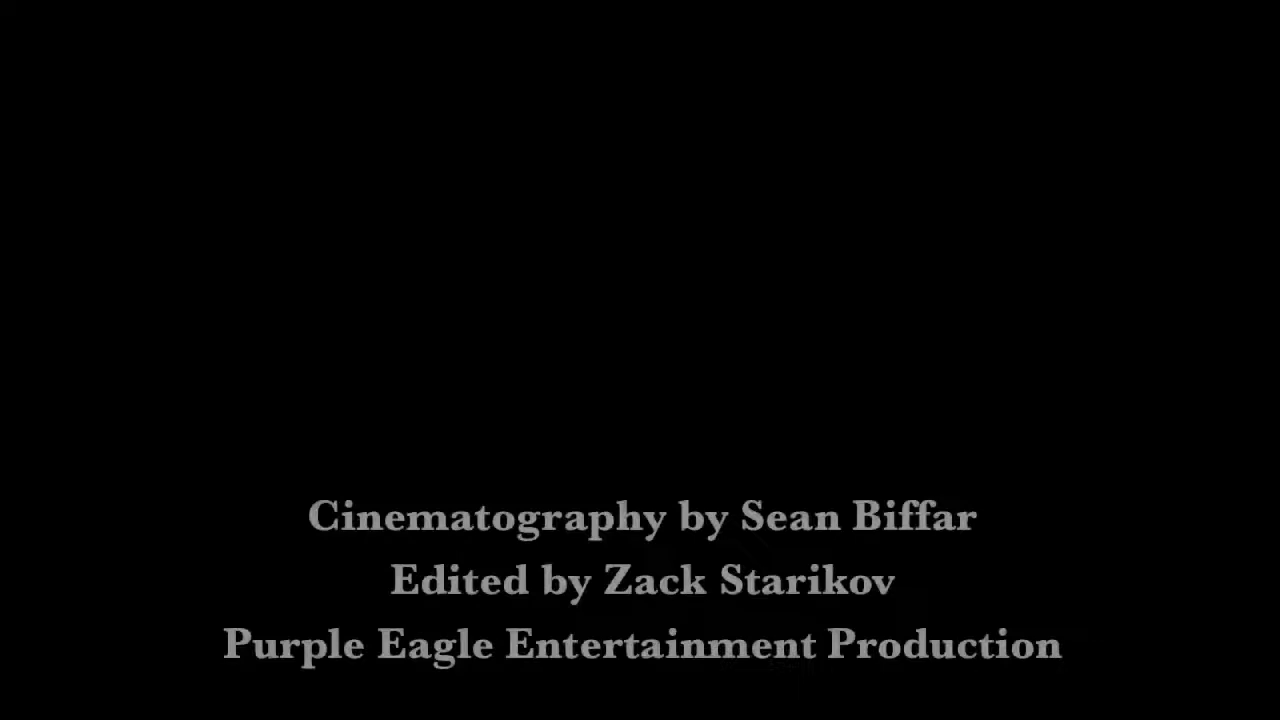 Cinematography by Sean Biffar
Edited by Zack Starikov
Purple Eagle Entertainment Production